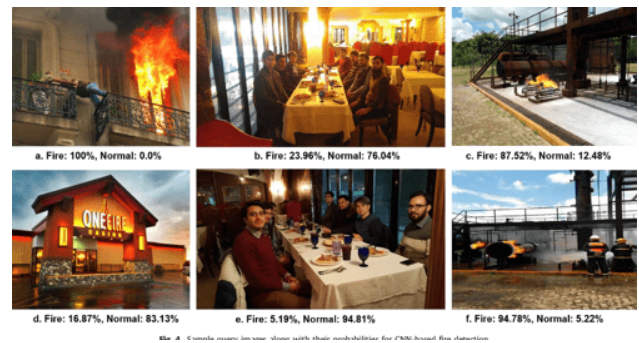 a. Fire: 100%, Normal: 0.0%
b. Fire: 23.96%, Normal: 76.04%
c. Fire: 87.52%, Normal: 12.48%
ONEFIRE
d. Fire: 16.87%, Normal: 83.13%
e. Fire: 5.19%, Normal: 94.81%
f. Fire: 94.78%, Normal: 5.22%
Fig. 4. Sample query images along with their probabilities for CNN-based fire detection